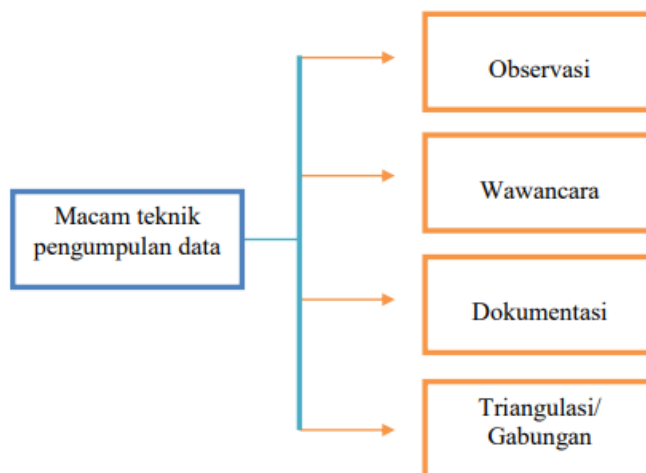 Observasi
Wawancara
Macam teknik
pengumpulan data
Dokumentasi
Triangulasi/
Gabungan